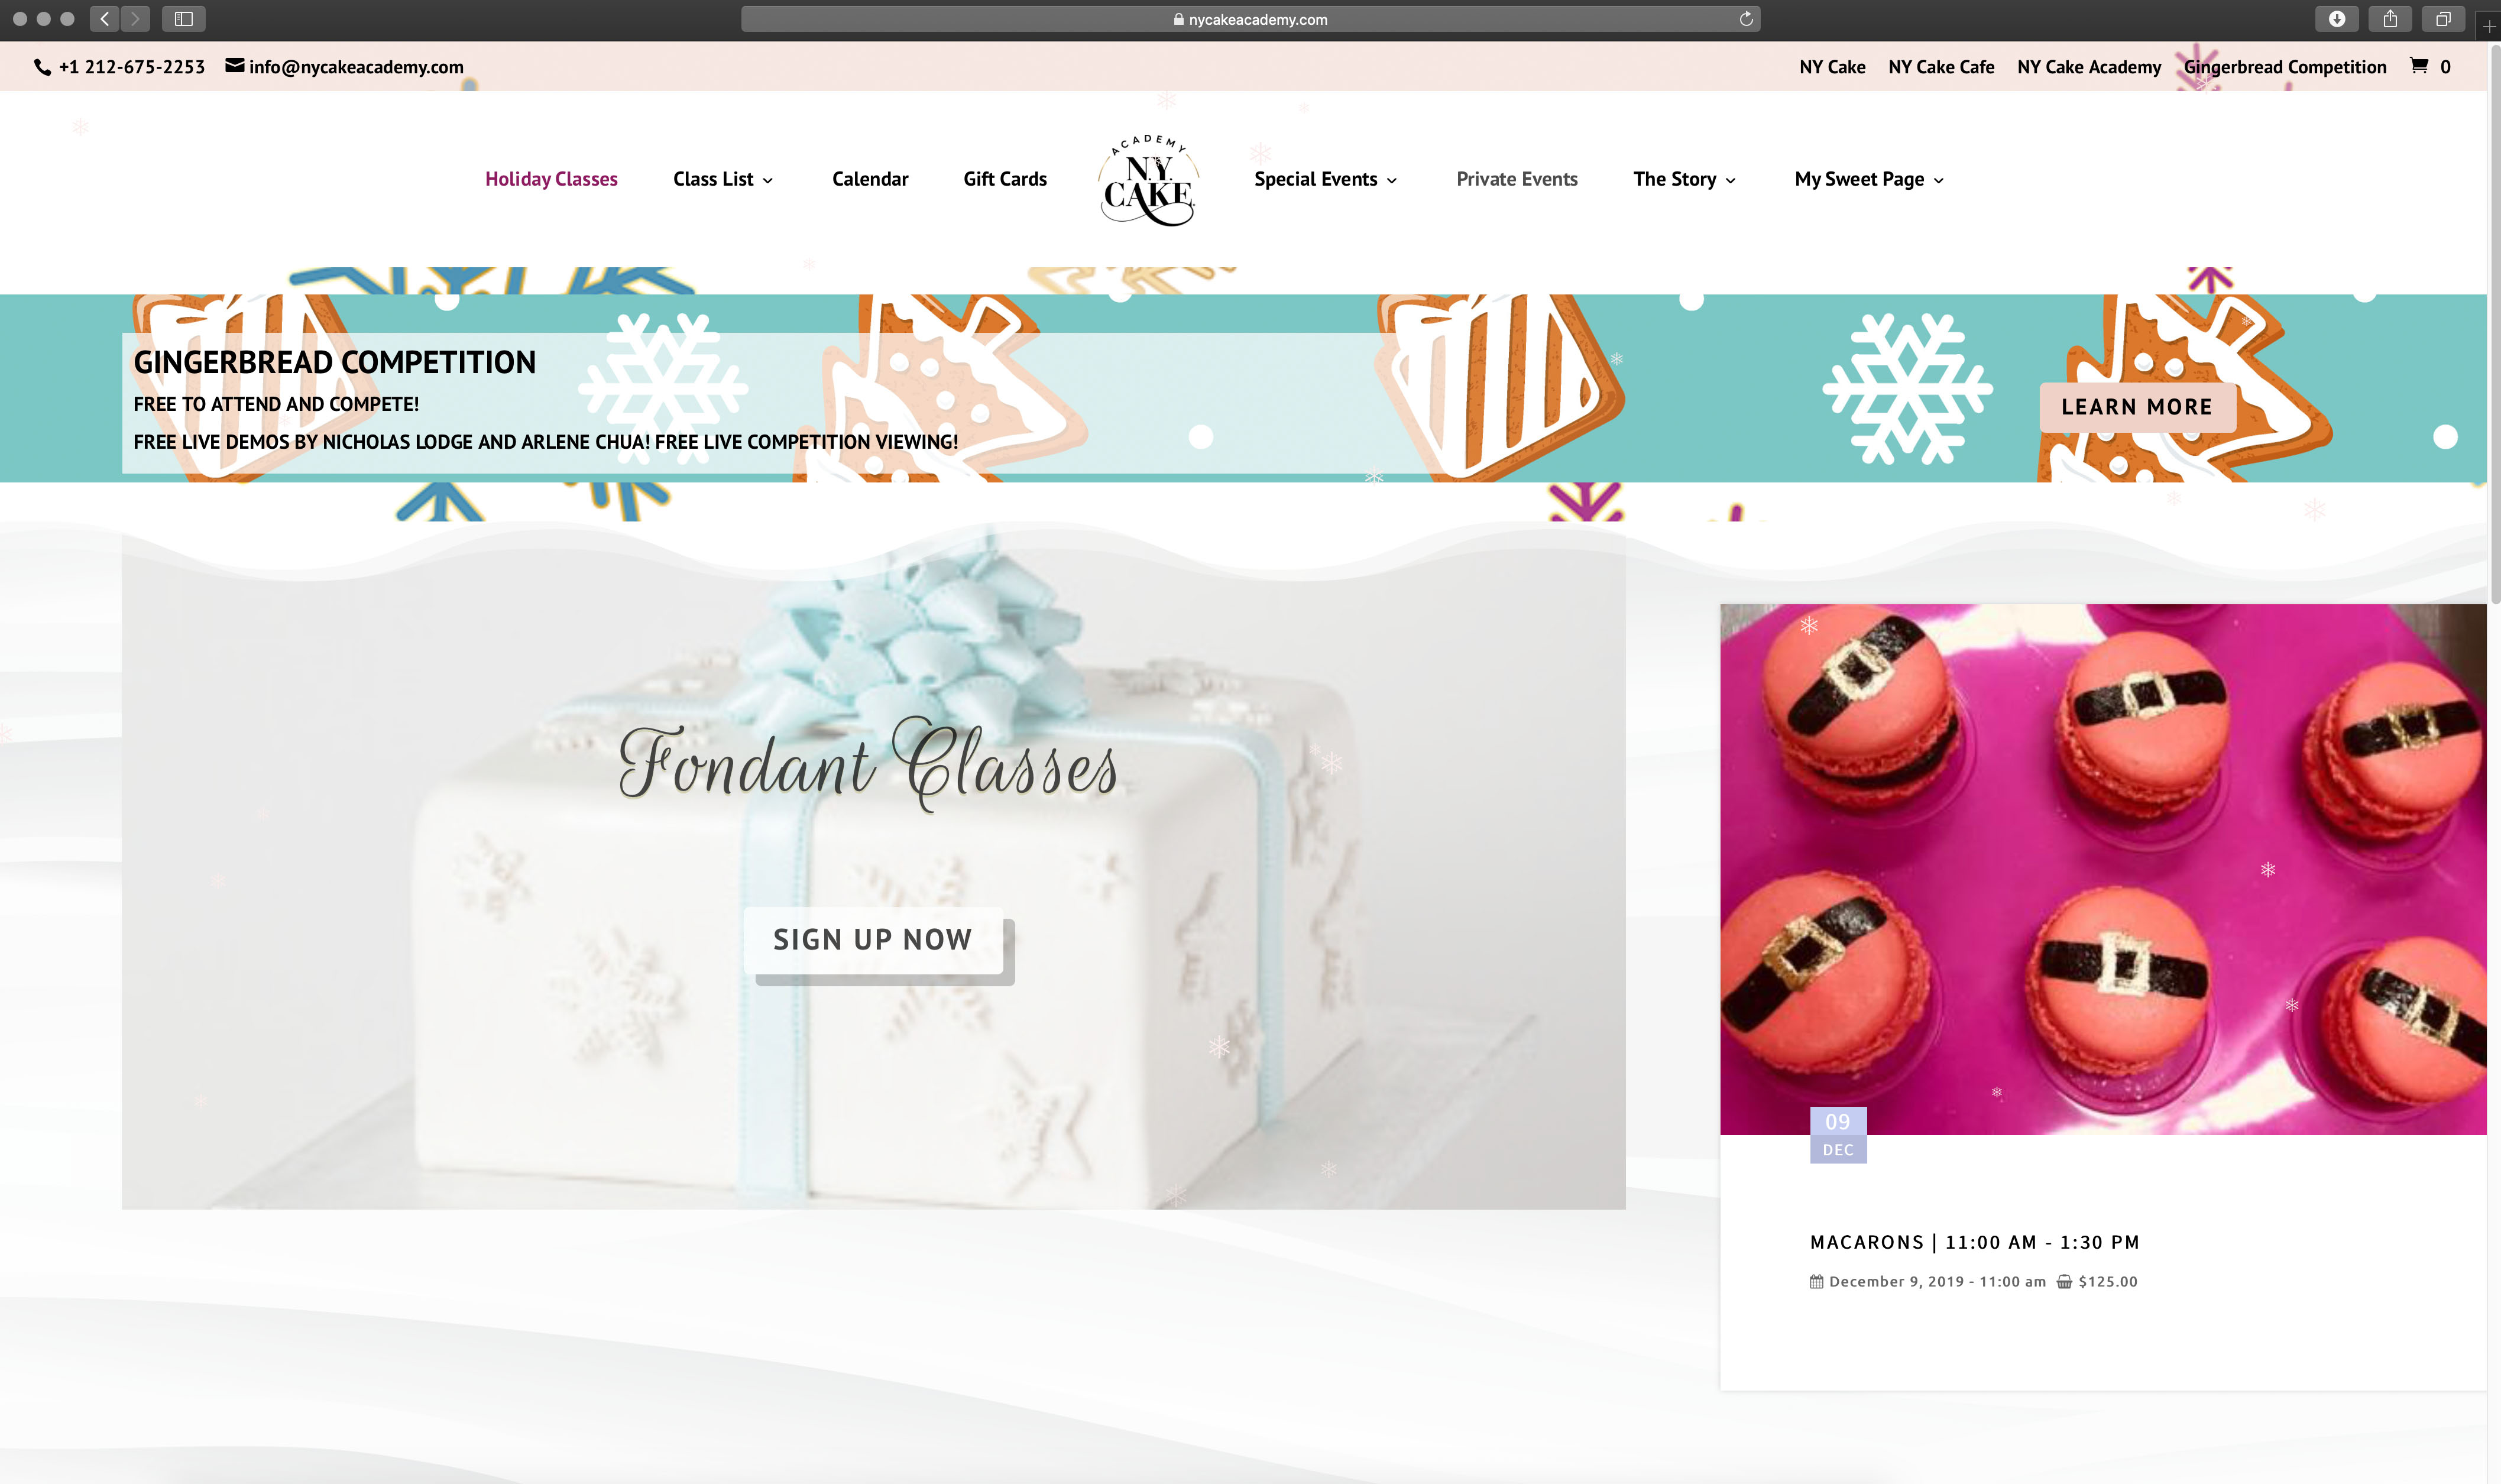 nycakeacademy.com
+1 212-675-2253 info@nycakeacademy.com NY Cake NY Cake Cafe NY Cake Academy Gingerbread Competition 0
ACADEMY
N.Y.
CAKE
Holiday Classes Class List Calendar Gift Cards Special Events Private Events The Story My Sweet Page
GINGERBREAD COMPETITION
FREE TO ATTEND AND COMPETE!
FREE LIVE DEMOS BY NICHOLAS LODGE AND ARLENE CHUA! FREE LIVE COMPETITION VIEWING!
LEARN MORE
Fondant Classes
SIGN UP NOW
09
DEC
MACARONS | 11:00 AM - 1:30 PM
December 9, 2019 - 11:00 am $125.00